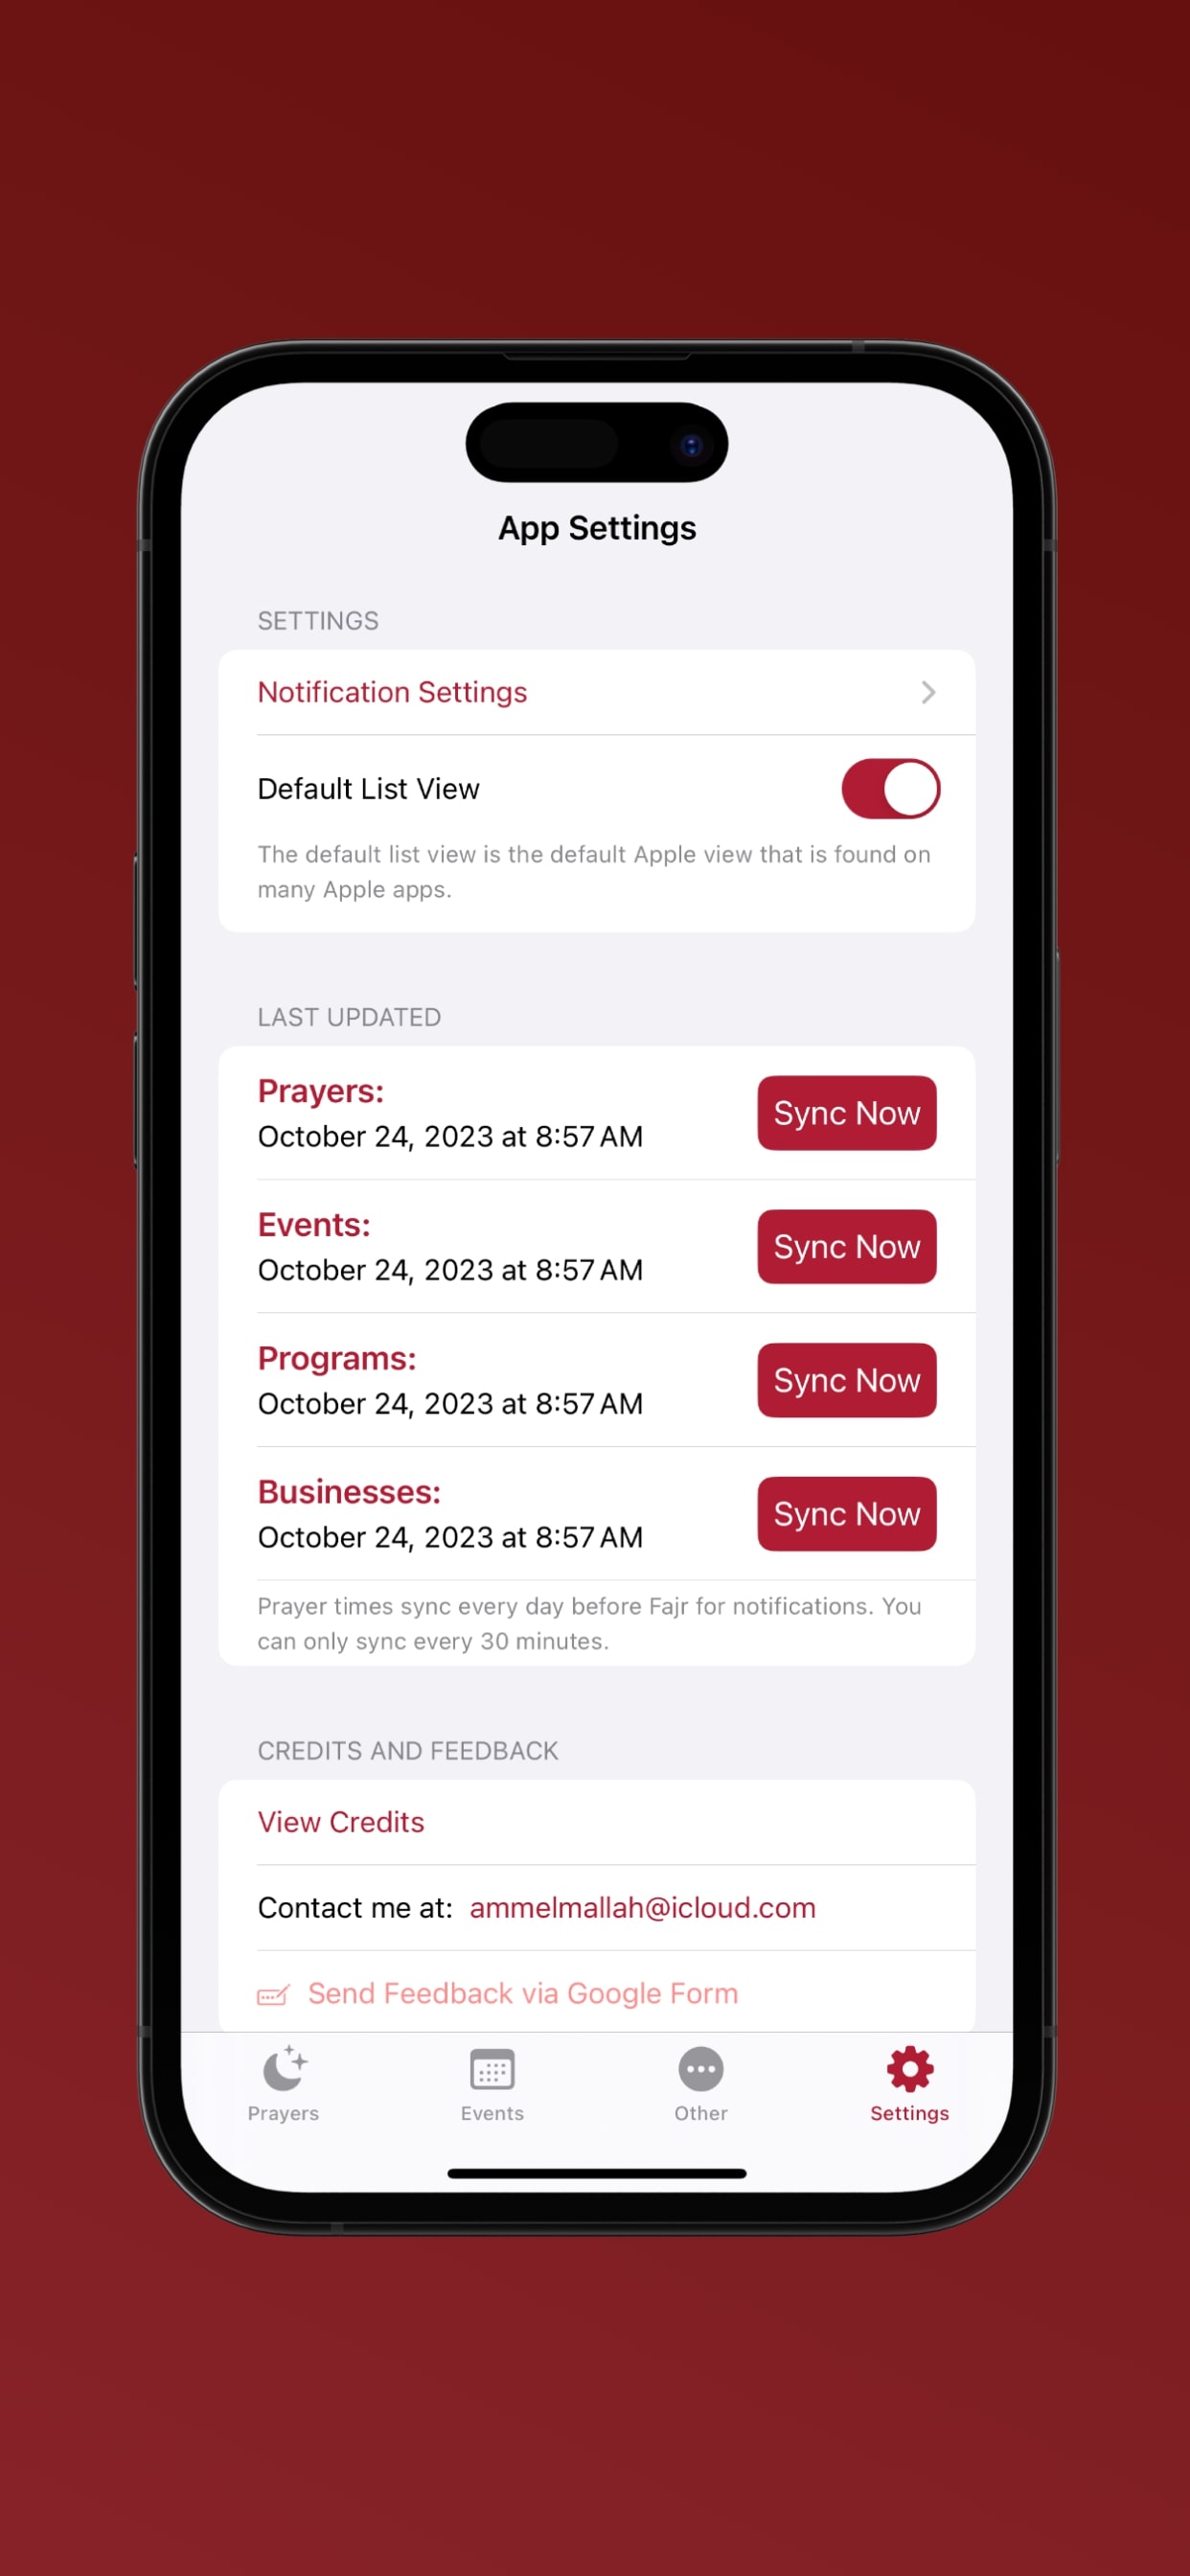 App Settings
SETTINGS
Notification Settings
Default List View
The default list view is the default Apple view that is found on
many Apple apps.
LAST UPDATED
Prayers:
October 24, 2023 at 8:57 AM
Sync Now
Events:
October 24, 2023 at 8:57 AM
Sync Now
Programs:
October 24, 2023 at 8:57 AM
Sync Now
Businesses:
October 24, 2023 at 8:57 AM
Sync Now
Prayer times sync every day before Fajr for notifications. You
can only sync every 30 minutes.
CREDITS AND FEEDBACK
View Credits
Contact me at: ammelmallah@icloud.com
Send Feedback via Google Form
Prayers
Events
Other
Settings